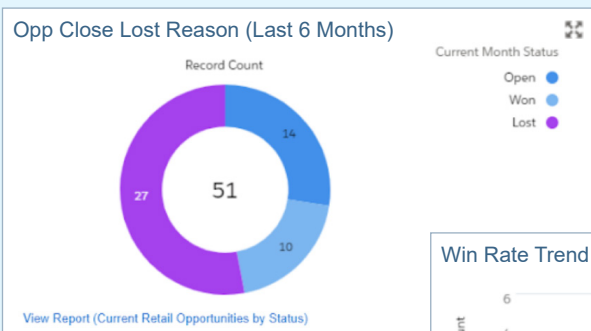 Opp Close Lost Reason (Last 6 Months)
Current Month Status
Record Count
Open
Won
Lost
14
27
51
10
View Report (Current Retail Opportunities by Status)
Win Rate Trend
6